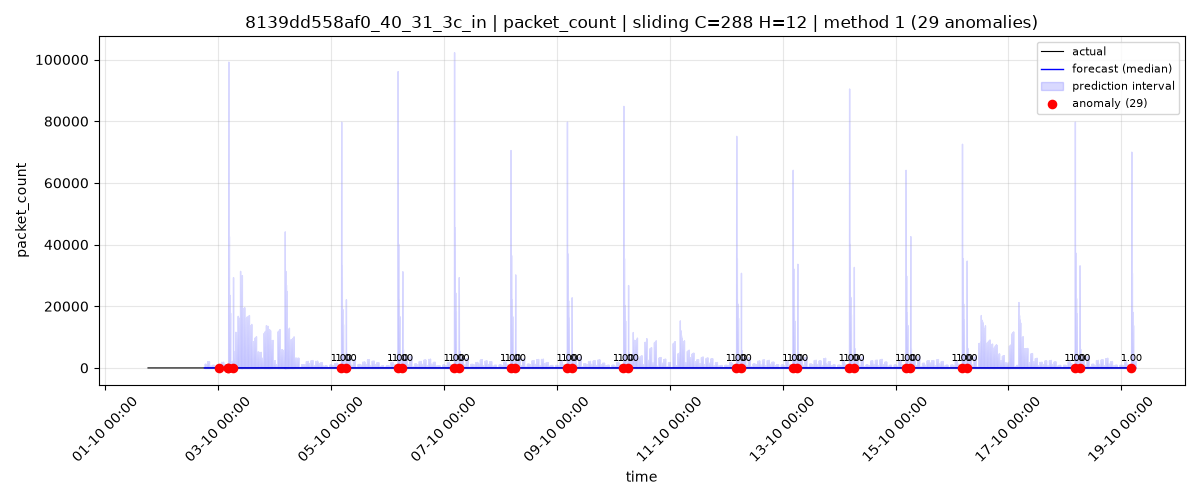 8139dd558af0_40_31_3c_in | packet_count | sliding C=288 H=12 | method 1 (29 anomalies)
actual
forecast (median)
prediction interval
anomaly (29)
packet_count
100000
80000
60000
40000
20000
0
1.00
01-10 00:00
03-10 00:00
05-10 00:00
07-10 00:00
09-10 00:00
11-10 00:00
13-10 00:00
15-10 00:00
17-10 00:00
19-10 00:00
time